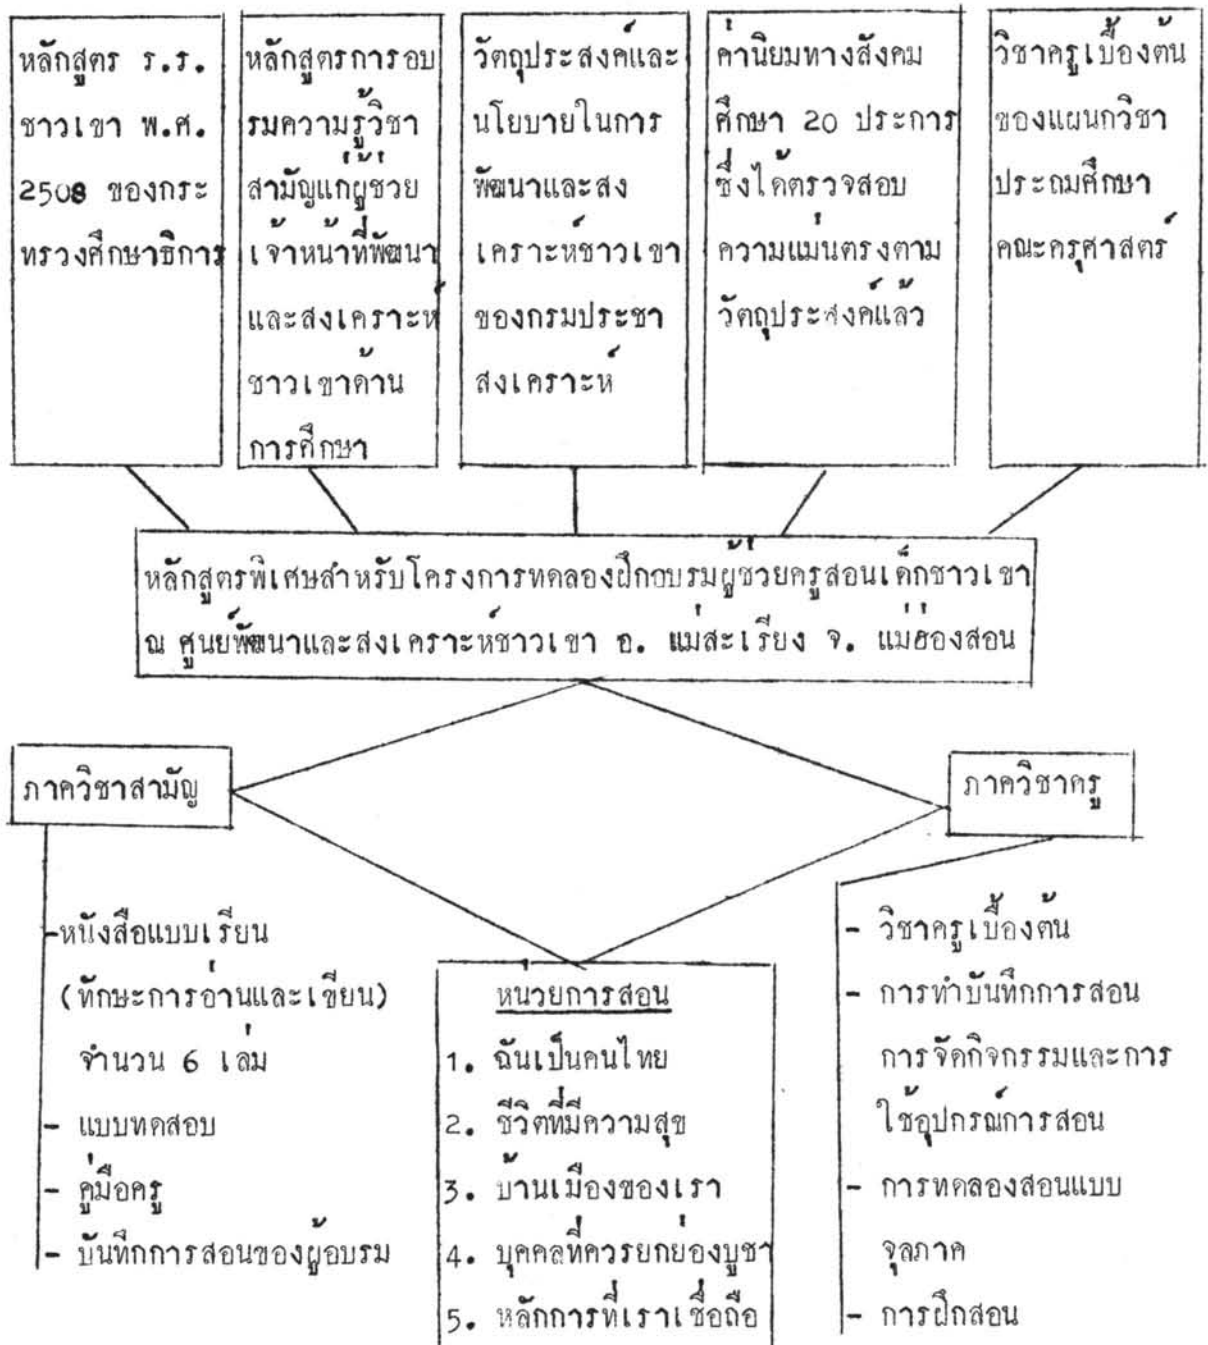 หลักสูตร ร.ร.
ชาวเขา พ.ศ.
2508 ของกระ
ทรวงศึกษาธิการ
หลักสูตรการอบ
รมความรู้วิชา
สามัญแก่ผู้ช่วย
เจ้าหน้าที่พัฒนา
และสงเคราะห์
ชาวเขาด้าน
การศึกษา
วัตถุประสงค์และ
นโยบายในการ
พัฒนาและสง
เคราะห์ชาวเขา
ของกรมประชา
สงเคราะห์
ค่านิยมทางสังคม
ศึกษา 20 ประการ
ซึ่งได้ตรวจสอบ
ความแม่นตรงตาม
วัตถุประสงค์แล้ว
วิชาครูเบื้องต้น
ของแผนกวิชา
ประถมศึกษา
คณะครุศาสตร์
หลักสูตรพิเศษสำหรับโครงการทดลองฝึกอบรมผู้ช่วยครูสอนเด็กชาวเขา
ณ ศูนย์พัฒนาและสงเคราะห์ชาวเขา อ. แม่สะเรียง จ. แม่ฮ่องสอน
ภาควิชาสามัญ
-หนังสือแบบเรียน
(ทักษะการอ่านและเขียน)
จำนวน 6 เล่ม
- แบบทดสอบ
- คู่มือครู
- บันทึกการสอนของผู้อบรม
หน่วยการสอน
1. ฉันเป็นคนไทย
2. ชีวิตที่มีความสุข
3. บ้านเมืองของเรา
4. บุคคลที่ควรยกย่องบูชา
5. หลักการที่เราเชื่อถือ
ภาควิชาครู
- วิชาครูเบื้องต้น
- การทำบันทึกการสอน
การจัดกิจกรรมและการ
ใช้อุปกรณ์การสอน
- การทดลองสอนแบบ
จุลภาค
- การฝึกสอน